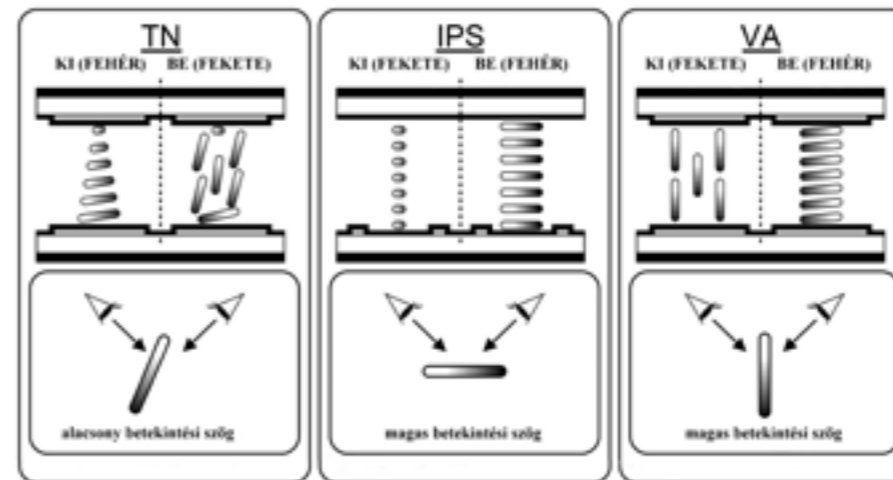 TN
KI (FEHÉR) BE (FEKETE)
alacsony betekintési szög
IPS
KI (FEKETE) BE (FEHÉR)
magas betekintési szög
VA
KI (FEKETE) BE (FEHÉR)
magas betekintési szög